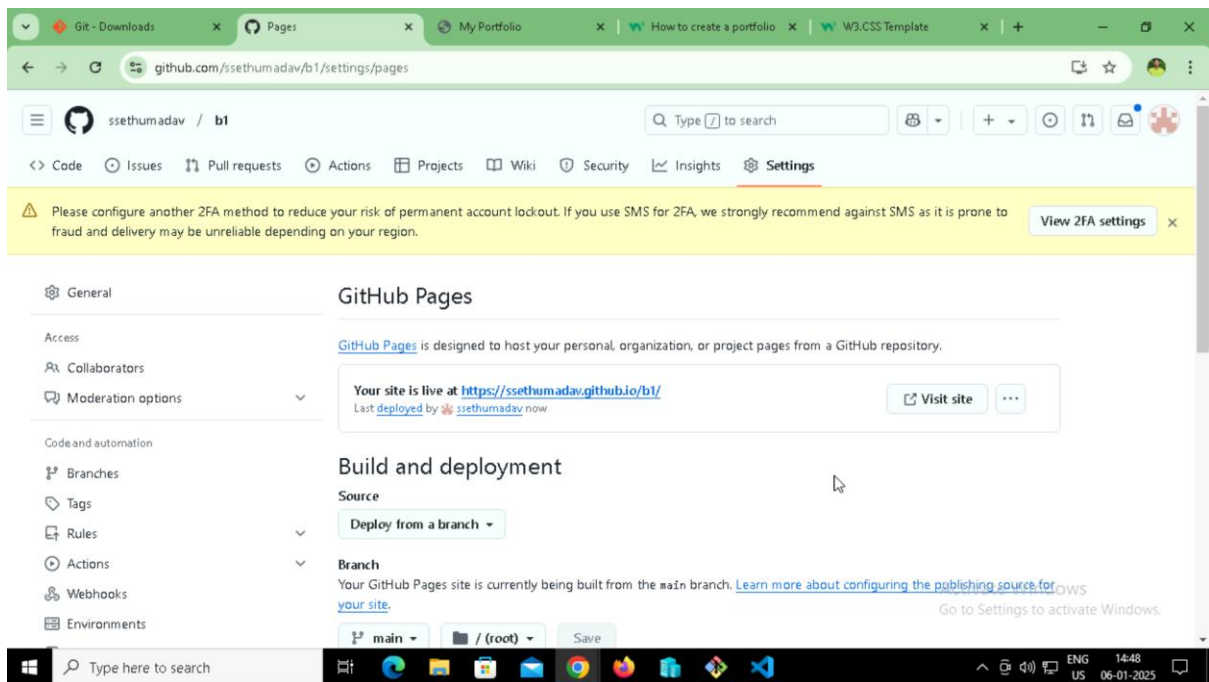 Git - Downloads
Pages
My Portfolio
How to create a portfolio
W3.CSS Template
github.com/ssethumadav/b1/settings/pages
ssethumadav / b1
Type / to search
Code
Issues
Pull requests
Actions
Projects
Wiki
Security
Insights
Settings
Please configure another 2FA method to reduce your risk of permanent account lockout. If you use SMS for 2FA, we strongly recommend against SMS as it is prone to
fraud and delivery may be unreliable depending on your region.
View 2FA settings
General
Access
Collaborators
Moderation options
Code and automation
Branches
Tags
Rules
Actions
Webhooks
Environments
GitHub Pages
GitHub Pages is designed to host your personal, organization, or project pages from a GitHub repository.
Your site is live at https://ssethumadav.github.io/b1/
Last deployed by ssethumadav now
Visit site
Build and deployment
Source
Deploy from a branch
Branch
Your GitHub Pages site is currently being built from the main branch. Learn more about configuring the publishing source for
your site.
main
/ (root)
Save
Activate Windows
Go to Settings to activate Windows.
Type here to search
ENG
US
14:48
06-01-2025